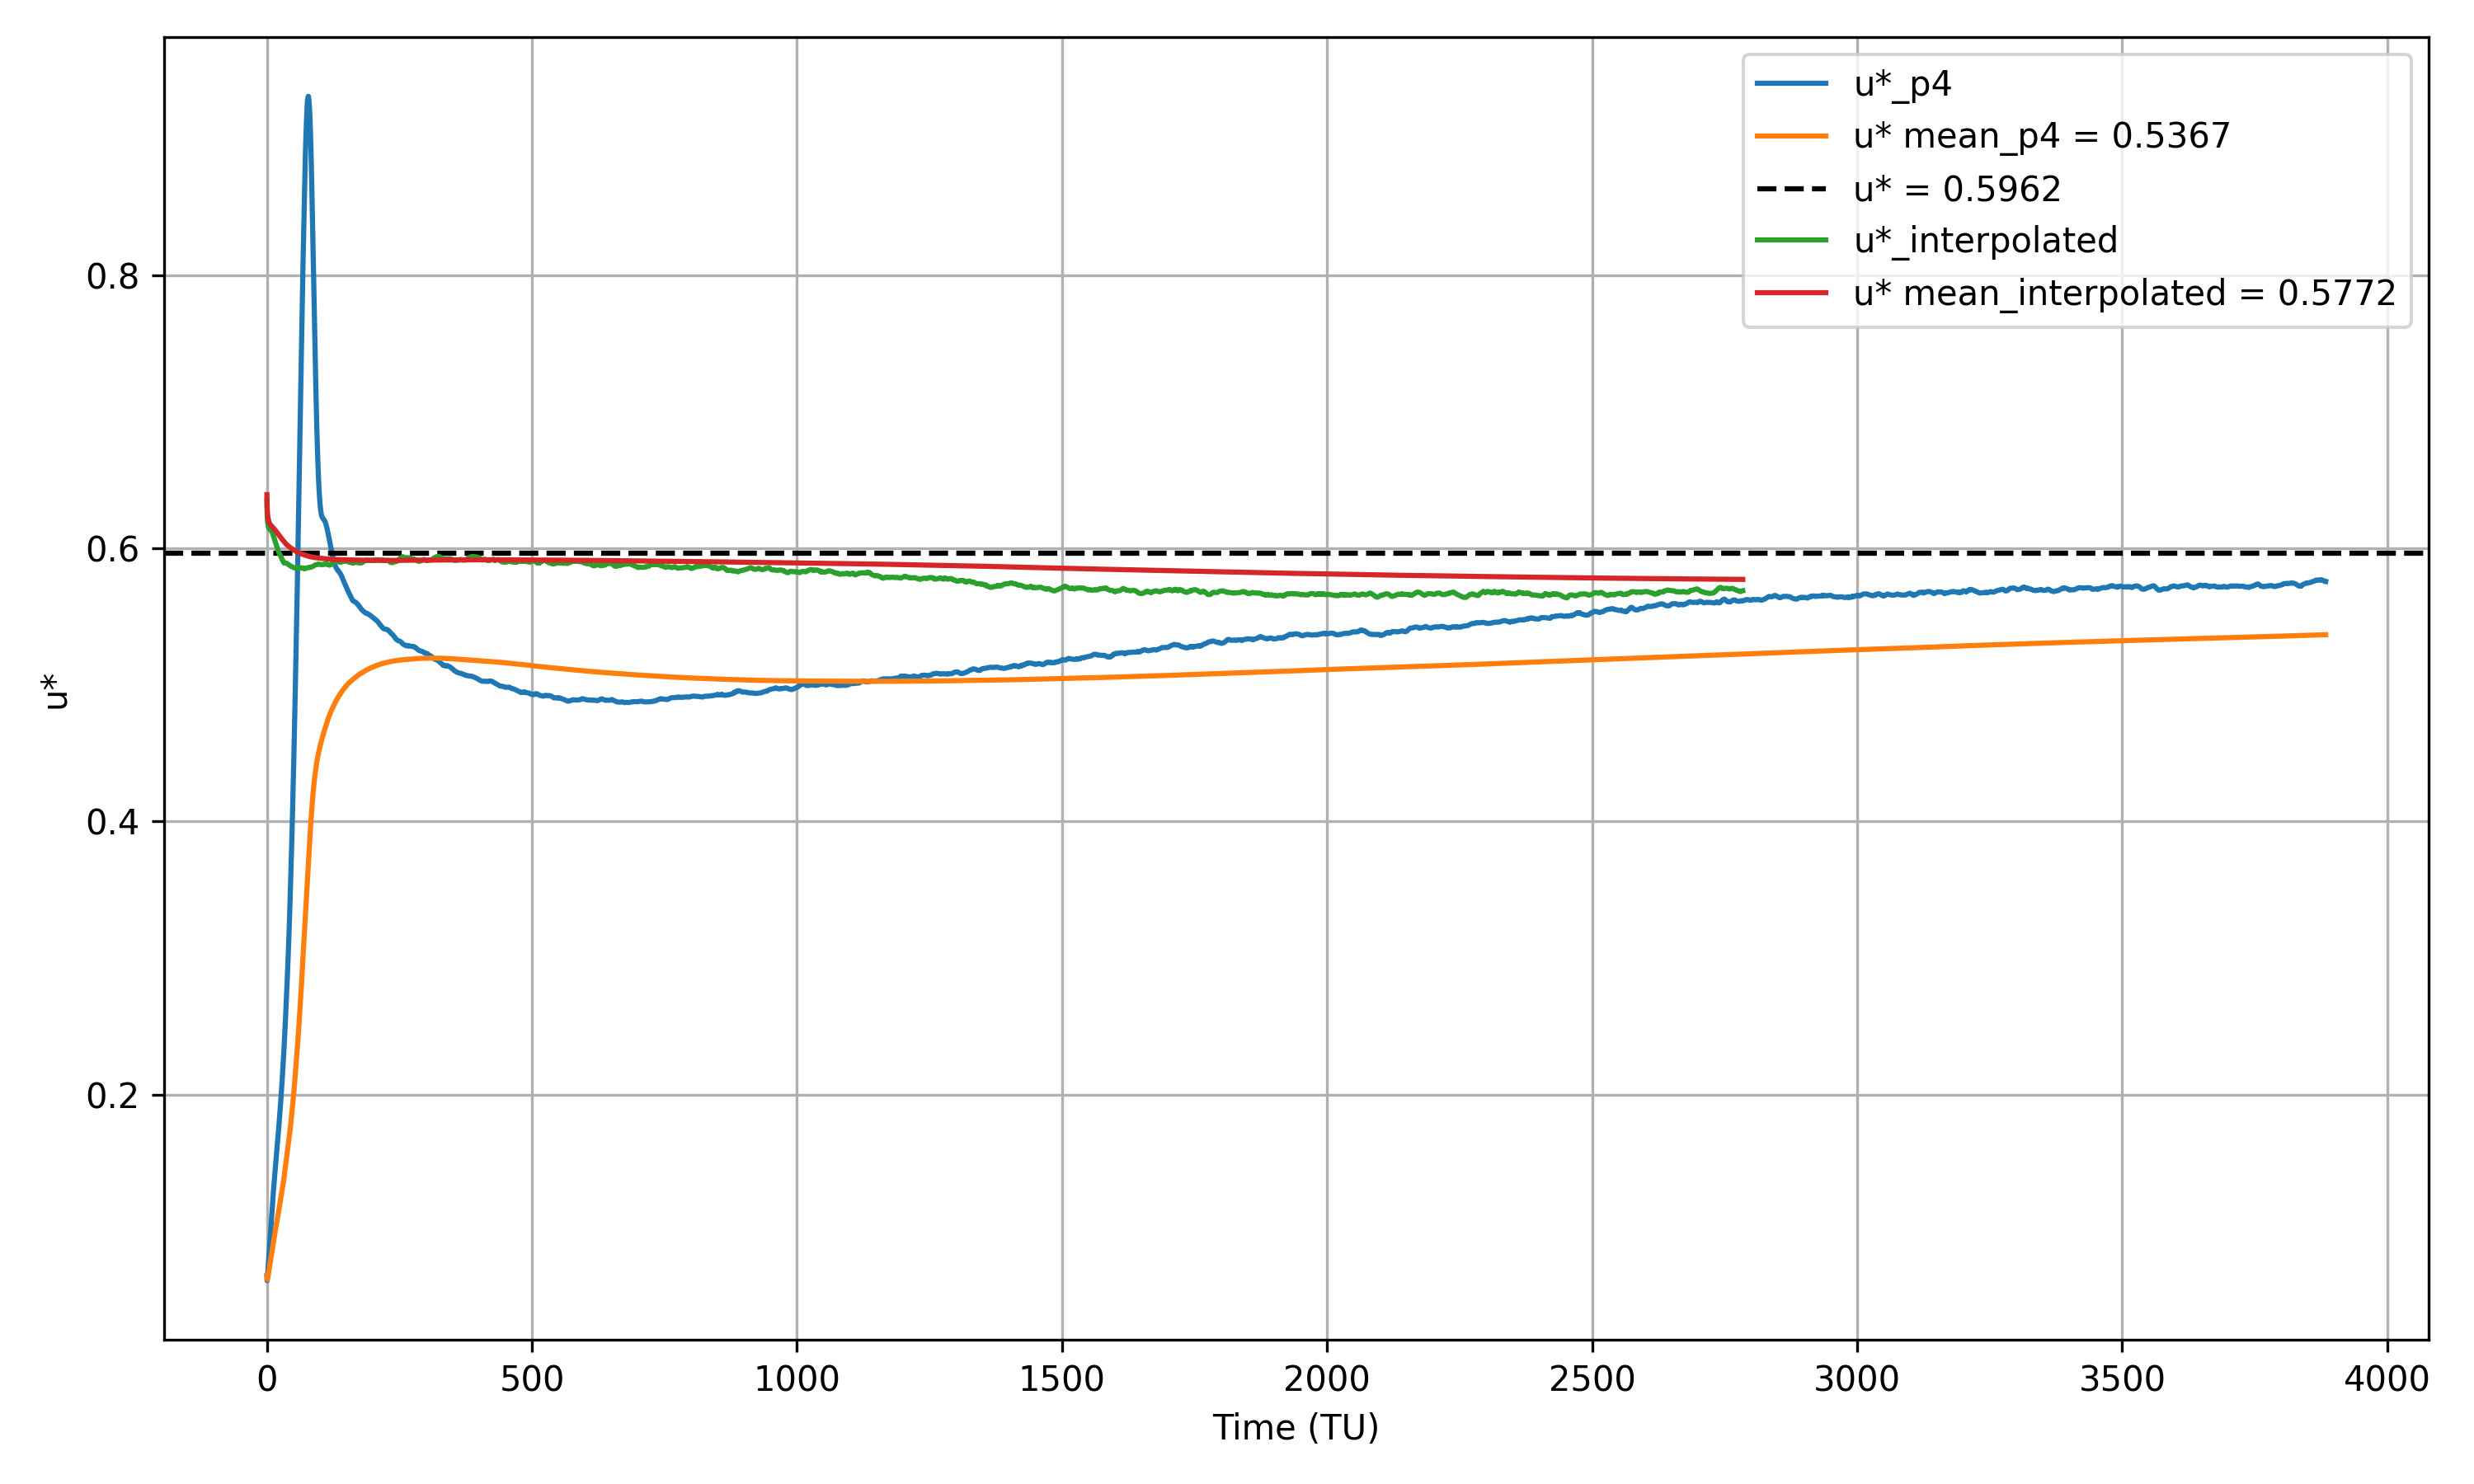 u*_p4
u* mean_p4 = 0.5367
u* = 0.5962
u*_interpolated
u* mean_interpolated = 0.5772
0.8
0.6
0.4
0.2
u*
0 500 1000 1500 2000 2500 3000 3500 4000
Time (TU)